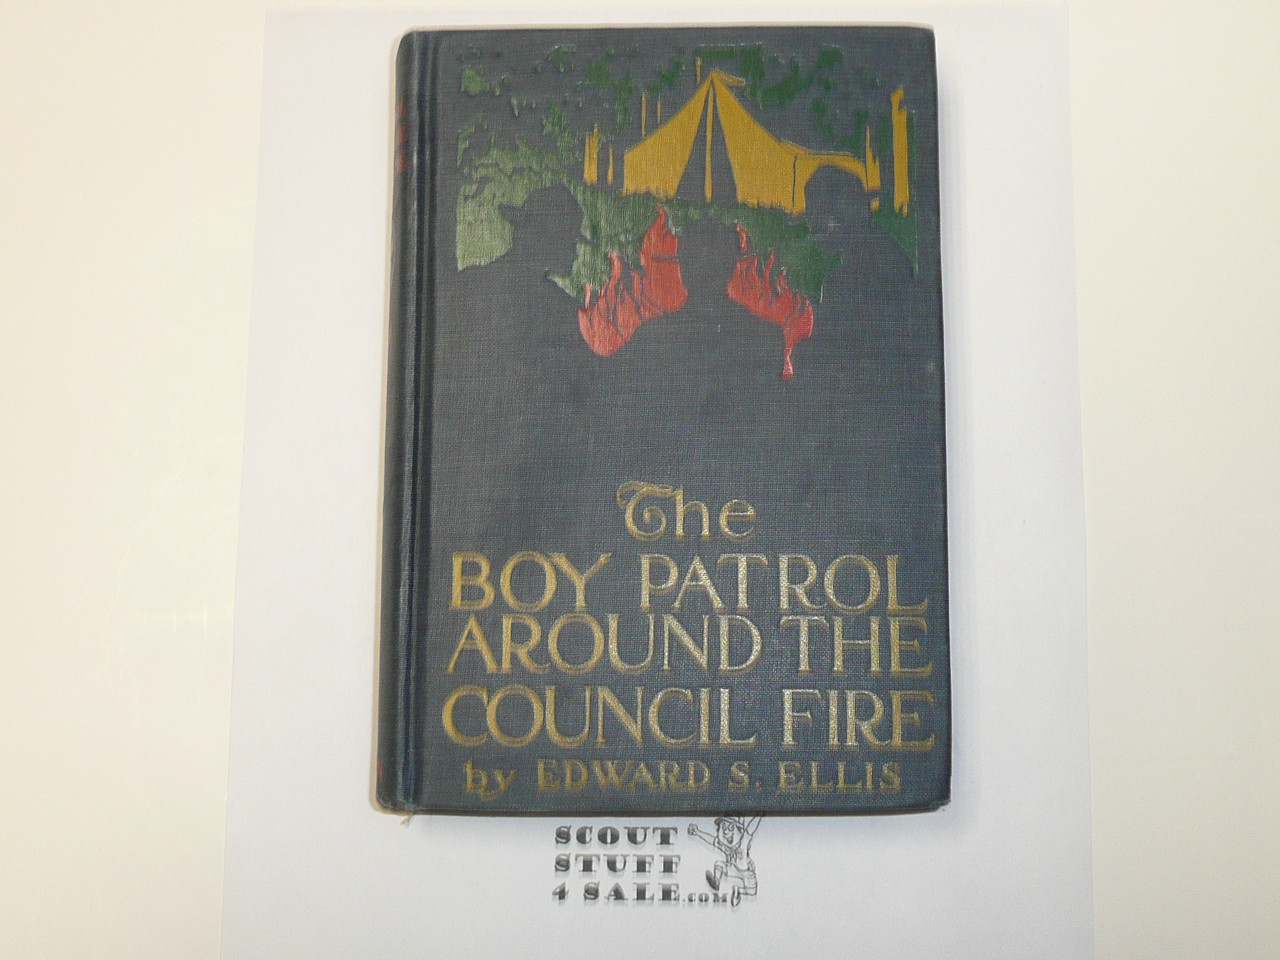 The
BOY PATROL
AROUND THE
COUNCIL FIRE
by EDWARD S. ELLIS
SCOUT
STUFF
4 SALE.COM